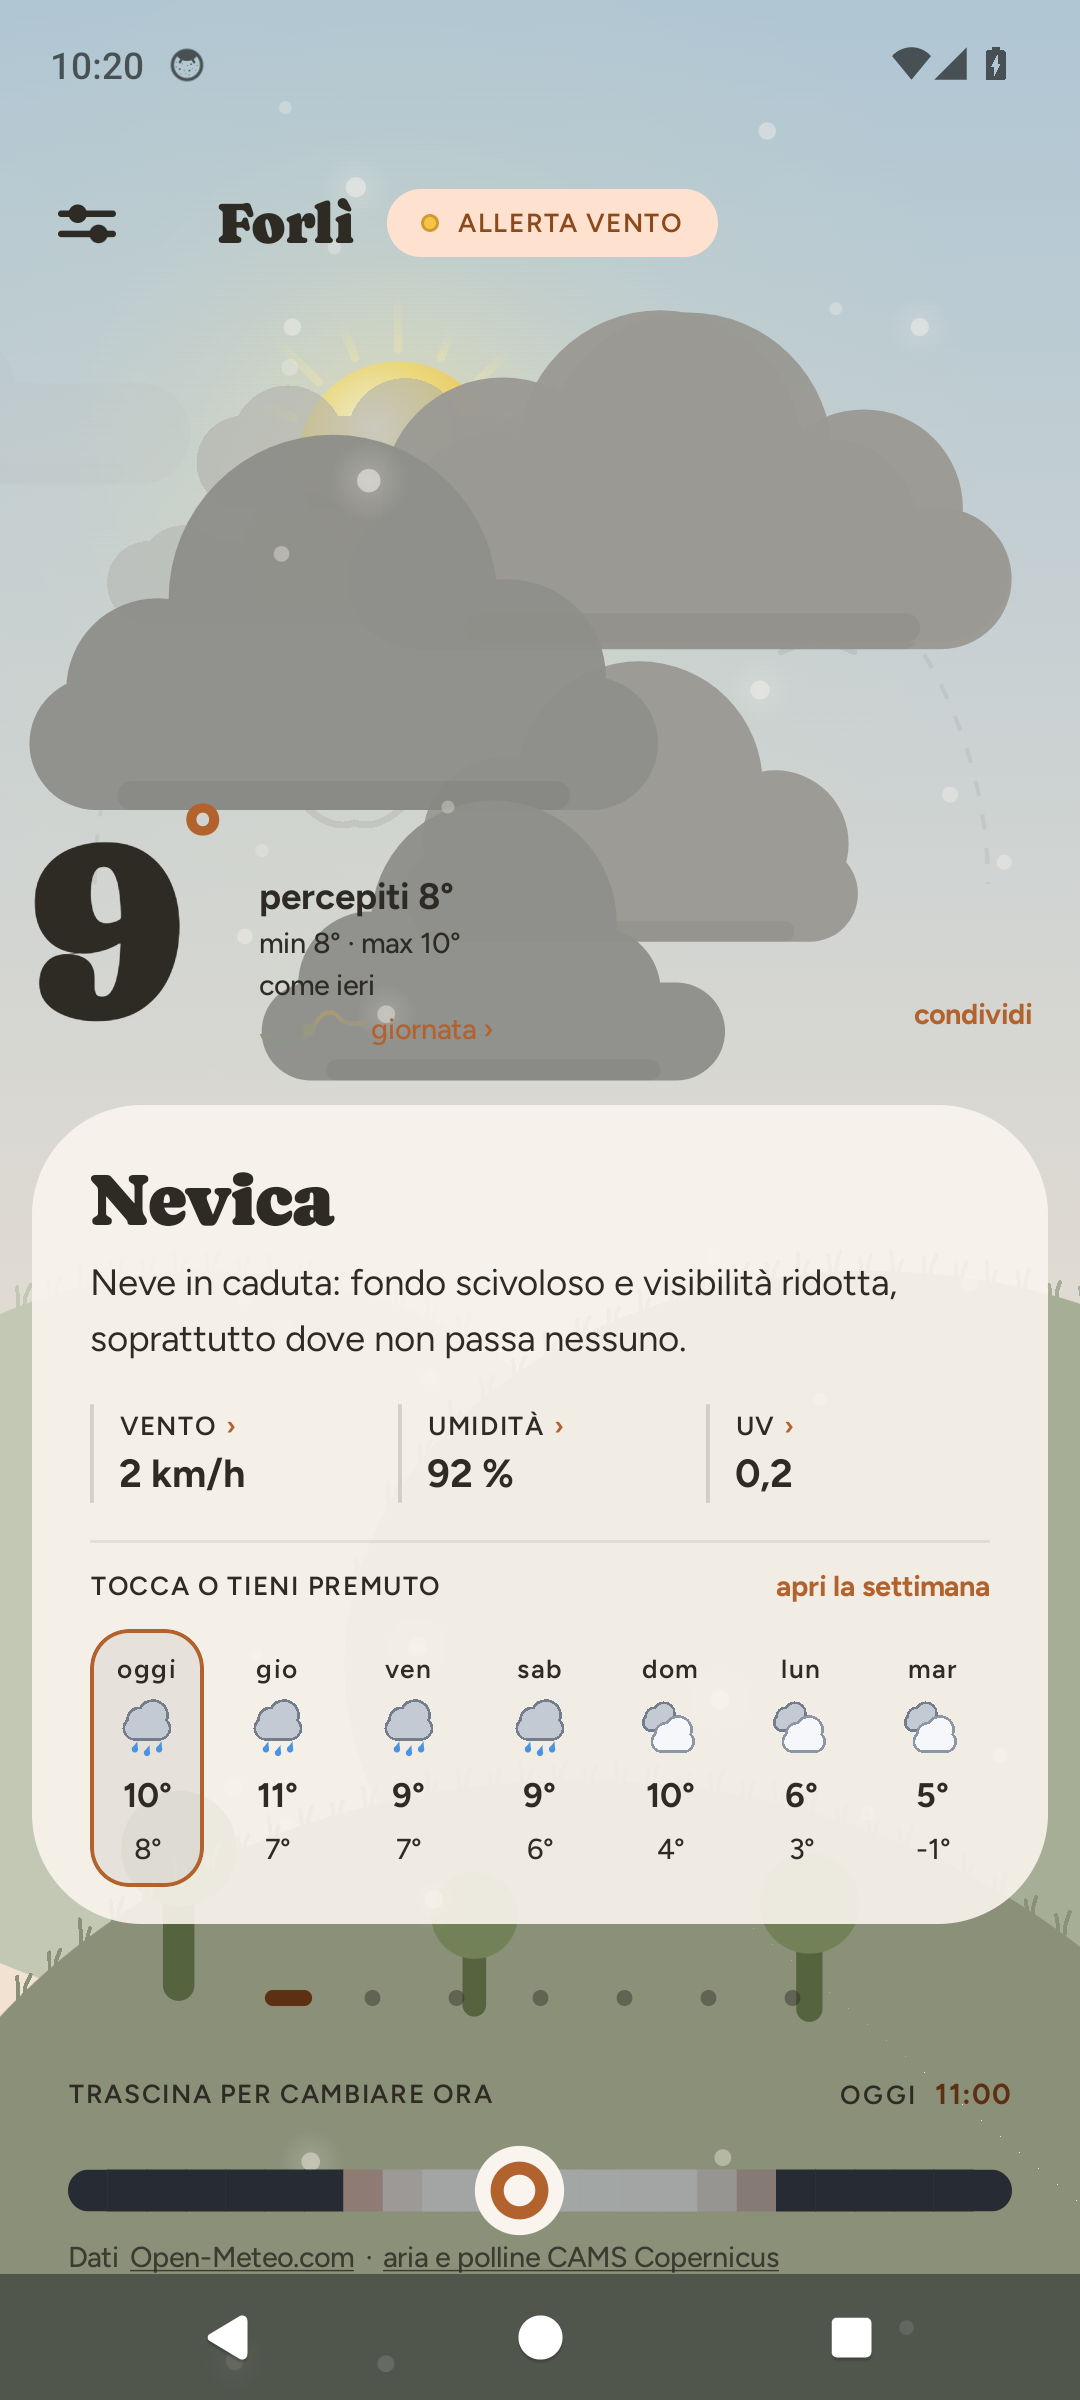 10:20
Forlì
ALLERTA VENTO
9
percepiti 8°
min 8° · max 10°
come ieri
giornata ›
condividi
Nevica
Neve in caduta: fondo scivoloso e visibilità ridotta,
soprattutto dove non passa nessuno.
VENTO › UMIDITÀ › UV ›
2 km/h 92 % 0,2
TOCCA O TIENI PREMUTO apri la settimana
oggi gio ven sab dom lun mar
10° 11° 9° 9° 10° 6° 5°
8° 7° 7° 6° 4° 3° -1°
TRASCINA PER CAMBIARE ORA OGGI 11:00
Dati Open-Meteo.com · aria e polline CAMS Copernicus